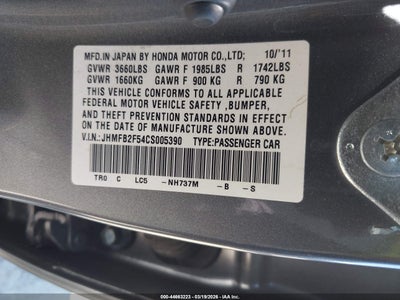 MFD.IN JAPAN BY HONDA MOTOR CO.,LTD; 10/'11
GVWR 3660LBS GAWR F 1985LBS R 1742LBS
GVWR 1660KG GAWR F 900 KG R 790 KG
THIS VEHICLE CONFORMS TO ALL APPLICABLE
FEDERAL MOTOR VEHICLE SAFETY ,BUMPER,
AND THEFT PREVENTION STANDARDS IN EFFECT
ON THE DATE OF MANUFACTURE SHOWN ABOVE.
V.I.N.:JHMFB2F54CS005390 TYPE:PASSENGER CAR
TR0 C LC5 -NH737M -B -S
000-44663223 - 03/19/2026 - IAAI.COM